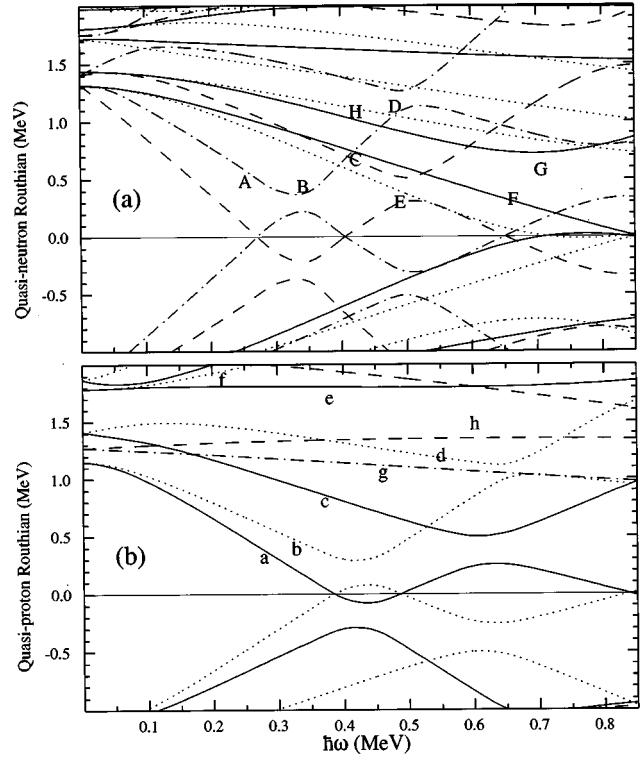 Quasi-neutron Routhian (MeV)
1.5
1.0
0.5
0.0
-0.5
(a)
A
B
C
D
E
F
G
H
Quasi-proton Routhian (MeV)
1.5
1.0
0.5
0.0
-0.5
(b)
a
b
c
d
e
f
g
h
0.1 0.2 0.3 0.4 0.5 0.6 0.7 0.8
ħω (MeV)